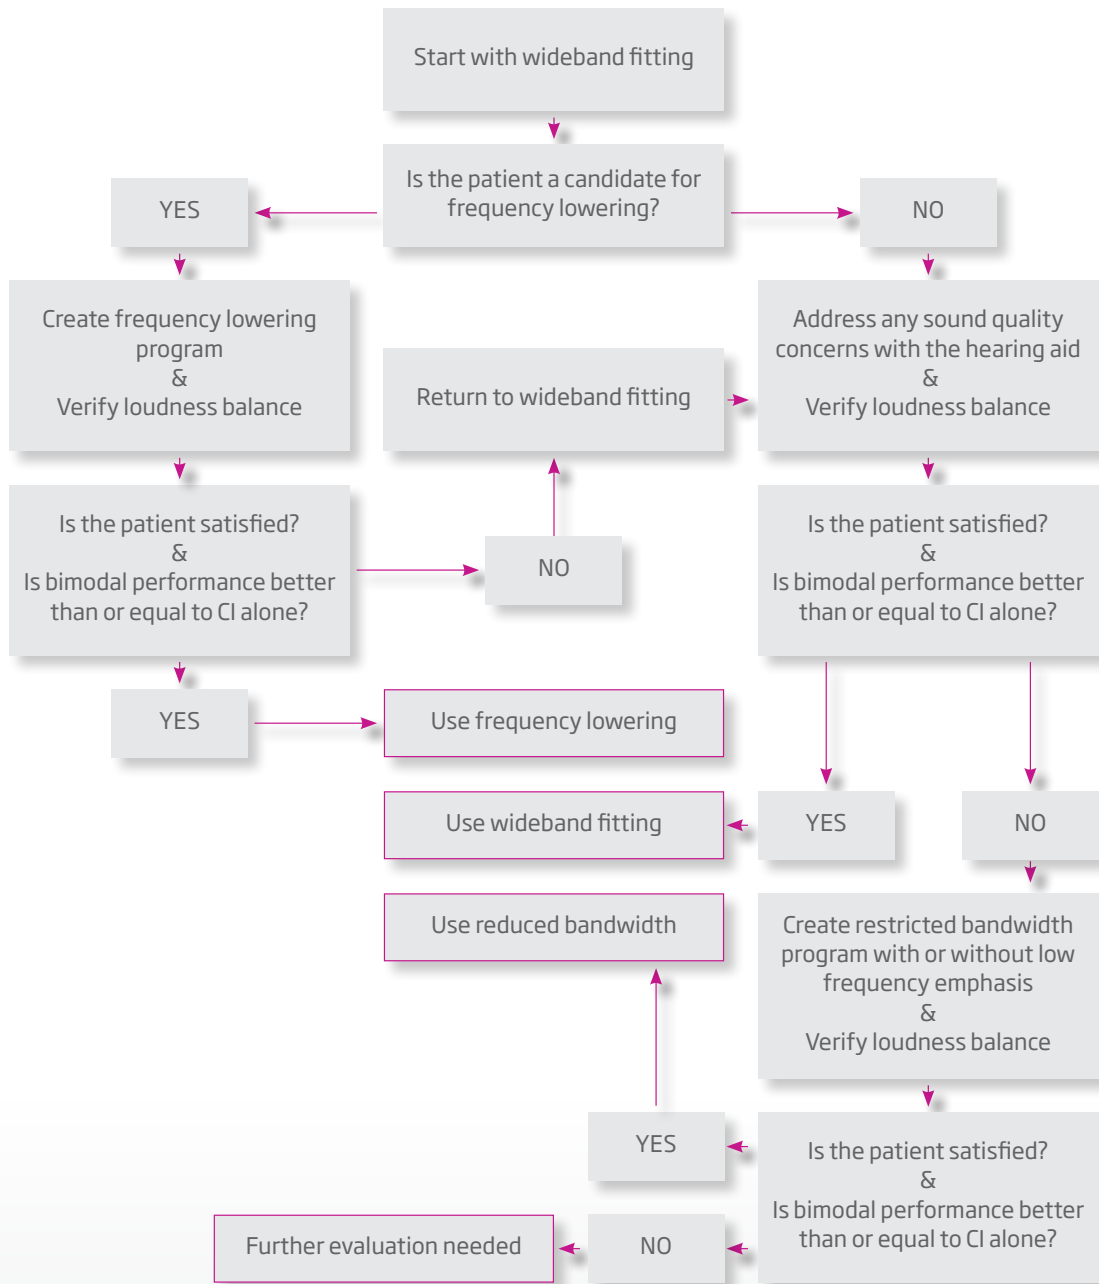 Start with wideband fitting
Is the patient a candidate for
frequency lowering?
YES
NO
Create frequency lowering
program
&
Verify loudness balance
Return to wideband fitting
Address any sound quality
concerns with the hearing aid
&
Verify loudness balance
Is the patient satisfied?
&
Is bimodal performance better
than or equal to CI alone?
NO
Is the patient satisfied?
&
Is bimodal performance better
than or equal to CI alone?
YES
Use frequency lowering
Use wideband fitting
YES
NO
Use reduced bandwidth
Create restricted bandwidth
program with or without low
frequency emphasis
&
Verify loudness balance
YES
Is the patient satisfied?
&
Is bimodal performance better
than or equal to CI alone?
Further evaluation needed
NO